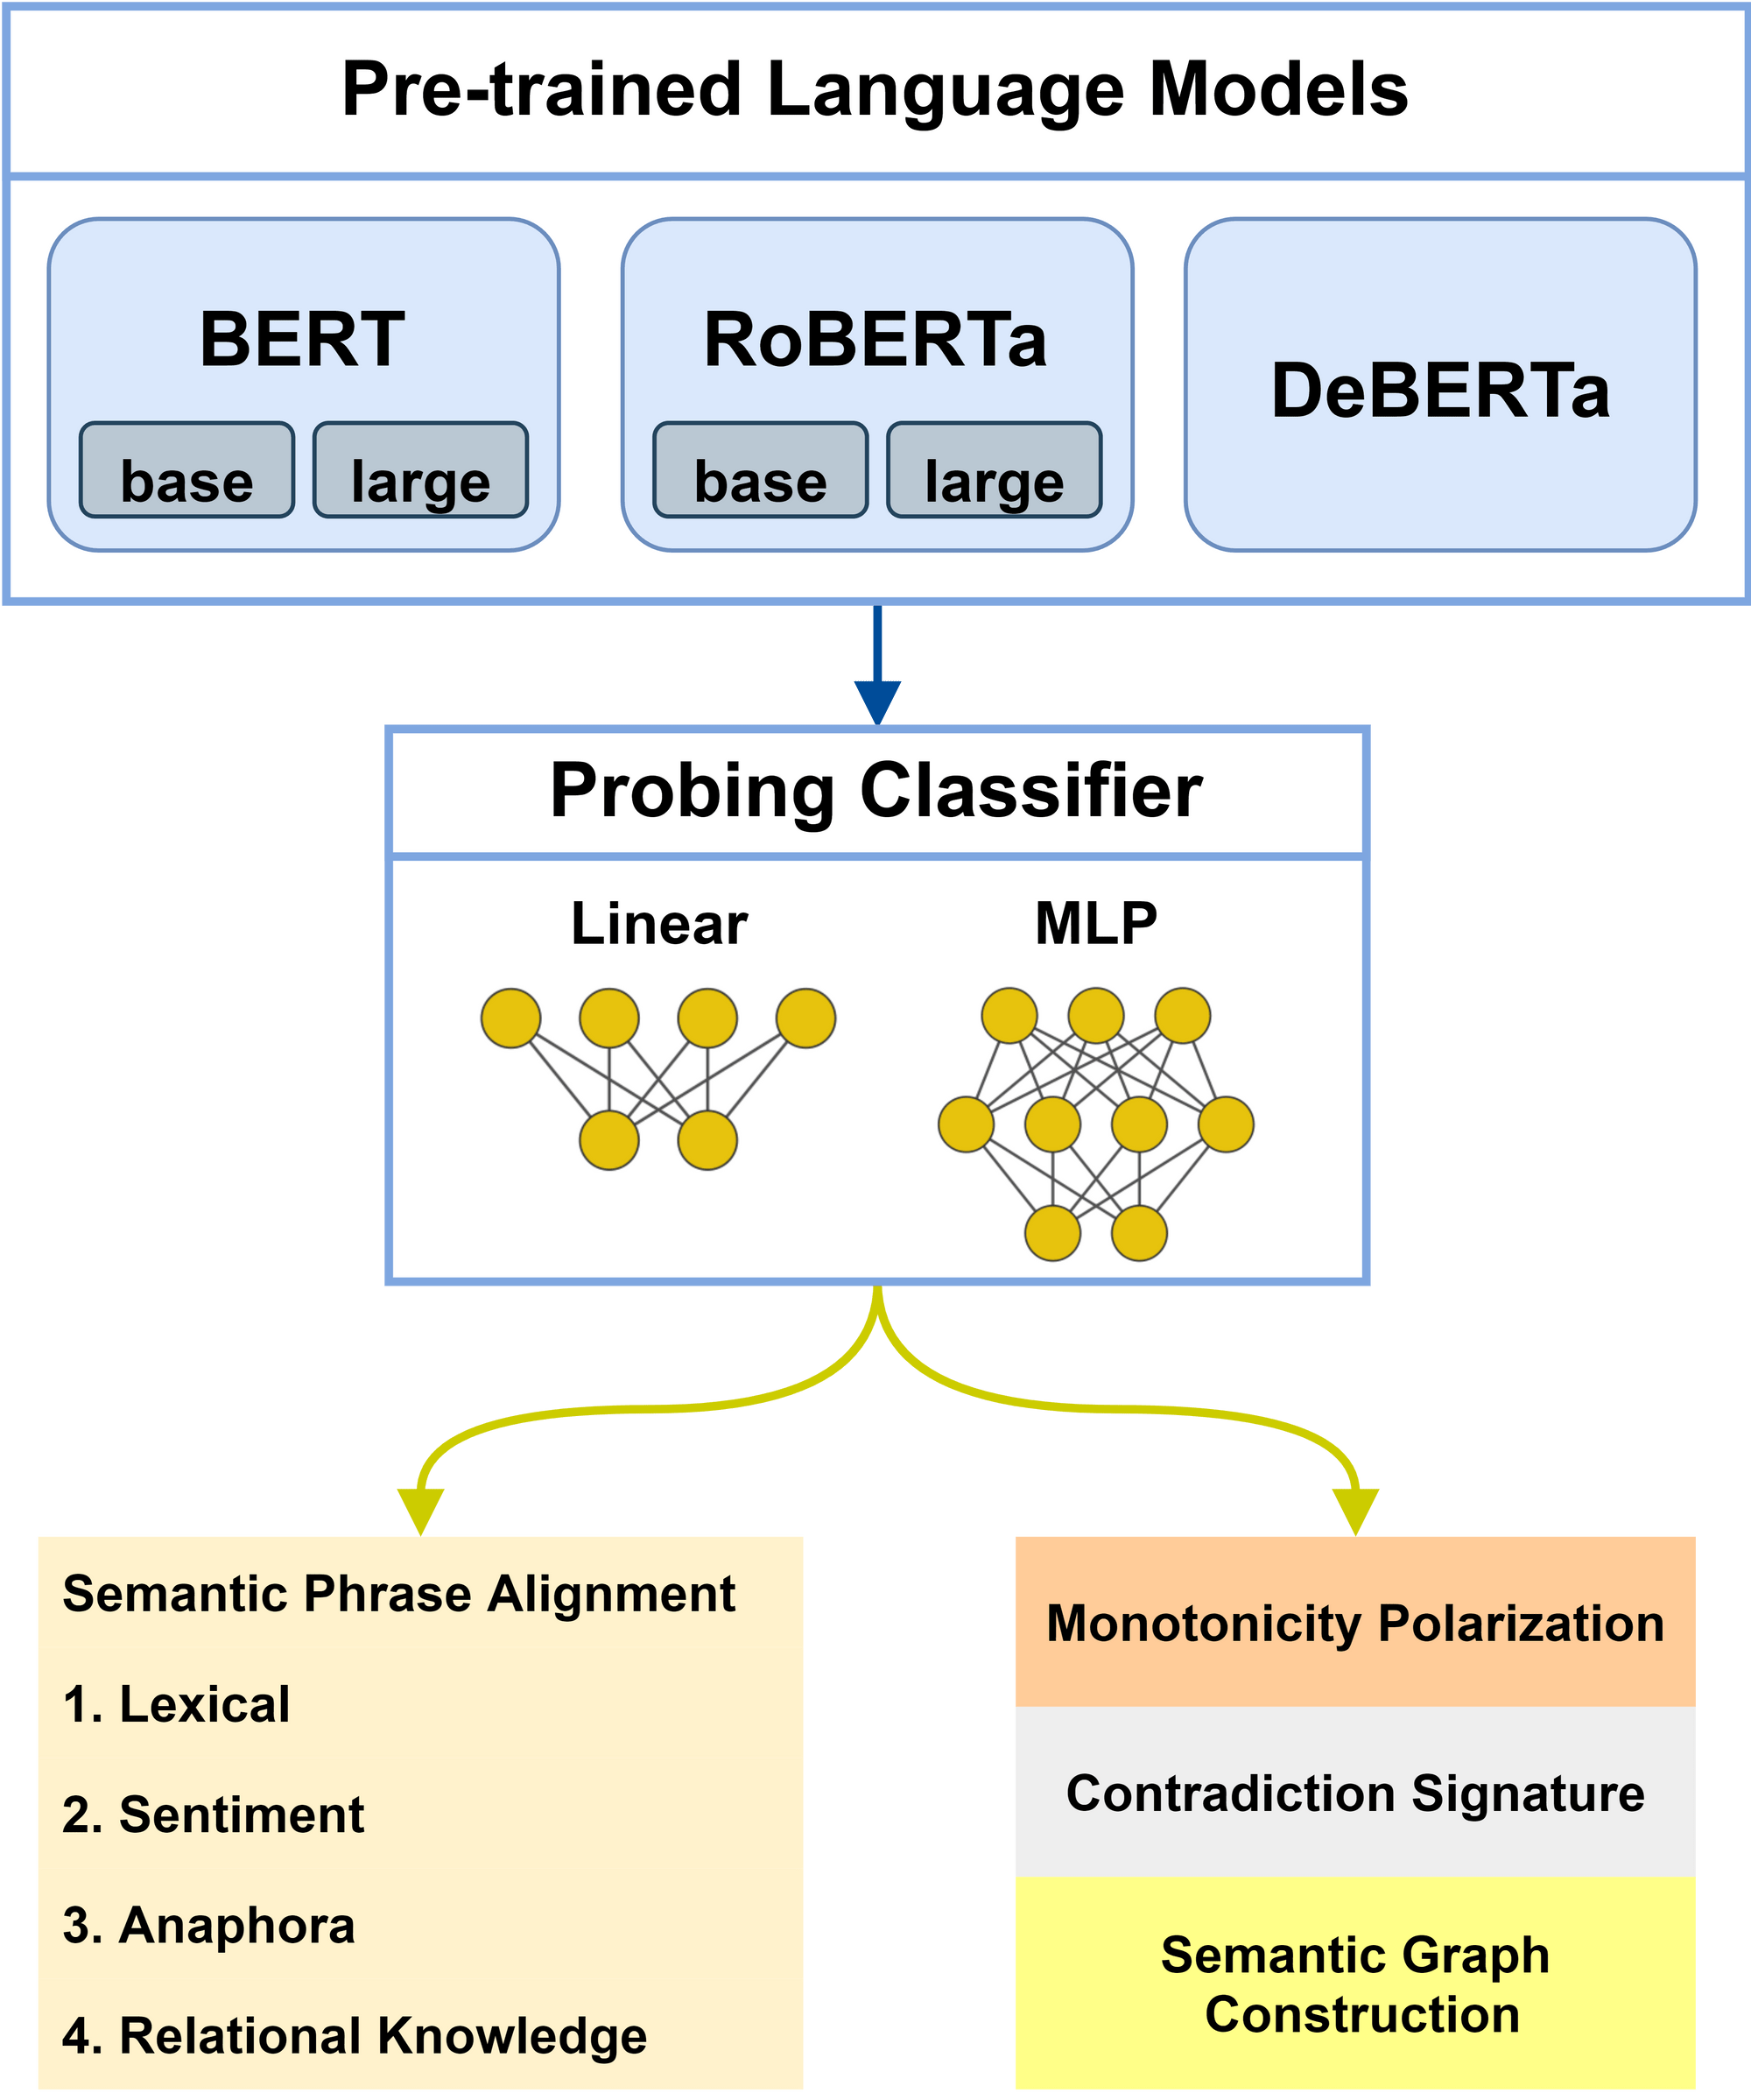 Pre-trained Language Models
BERT
base
large
RoBERTa
base
large
DeBERTa
Probing Classifier
Linear
MLP
Semantic Phrase Alignment
1. Lexical
2. Sentiment
3. Anaphora
4. Relational Knowledge
Monotonicity Polarization
Contradiction Signature
Semantic Graph
Construction